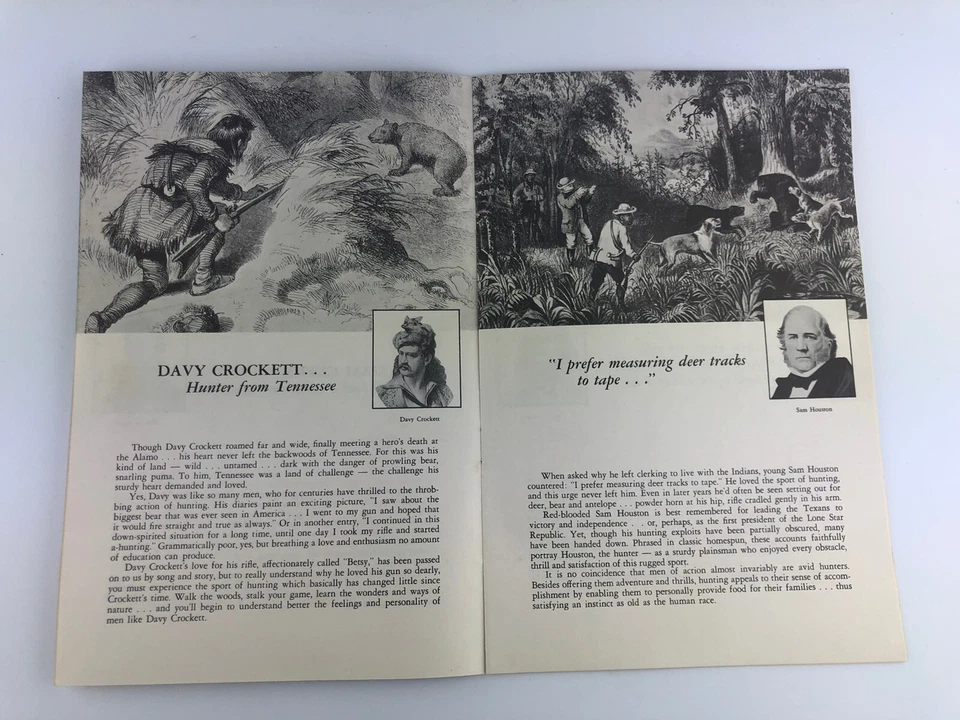 DAVY CROCKETT. . .
Hunter from Tennessee
Davy Crockett
Though Davy Crockett roamed far and wide, finally meeting a hero's death at
the Alamo . . . his heart never left the backwoods of Tennessee. For this was his
kind of land — wild . . . untamed . . . dark with the danger of prowling bear,
snarling puma. To him, Tennessee was a land of challenge — the challenge his
sturdy heart demanded and loved.
Yes, Davy was like so many men, who for centuries have thrilled to the throb-
bing action of hunting. His diaries paint an exciting picture, "I saw about the
biggest bear that was ever seen in America . . . I went to my gun and hoped that
it would fire straight and true as always." Or in another entry, "I continued in this
down-spirited situation for a long time, until one day I took my rifle and started
a-hunting." Grammatically poor, yes, but breathing a love and enthusiasm no amount
of education can produce.
Davy Crockett's love for his rifle, affectionately called "Betsy," has been passed
on to us by song and story, but to really understand why he loved his gun so dearly,
you must experience the sport of hunting which basically has changed little since
Crockett's time. Walk the woods, stalk your game, learn the wonders and ways of
nature . . . and you'll begin to understand better the feelings and personality of
men like Davy Crockett.
"I prefer measuring deer tracks
to tape . . ."
Sam Houston
When asked why he left clerking to live with the Indians, young Sam Houston
countered: "I prefer measuring deer tracks to tape." He loved the sport of hunting,
and this urge never left him. Even in later years he'd often be seen setting out for
deer, bear and antelope . . . powder horn at his hip, rifle cradled gently in his arm.
Red-blooded Sam Houston is best remembered for leading the Texans to
victory and independence . . . or, perhaps, as the first president of the Lone Star
Republic. Yet, though his hunting exploits have been partially obscured, many
have been handed down. Phrased in classic homespun, these accounts faithfully
portray Houston, the hunter — as a sturdy plainsman who enjoyed every obstacle,
thrill and satisfaction of this rugged sport.
It is no coincidence that men of action almost invariably are avid hunters.
Besides offering them adventure and thrills, hunting appeals to their sense of accom-
plishment by enabling them to personally provide food for their families . . . thus
satisfying an instinct as old as the human race.